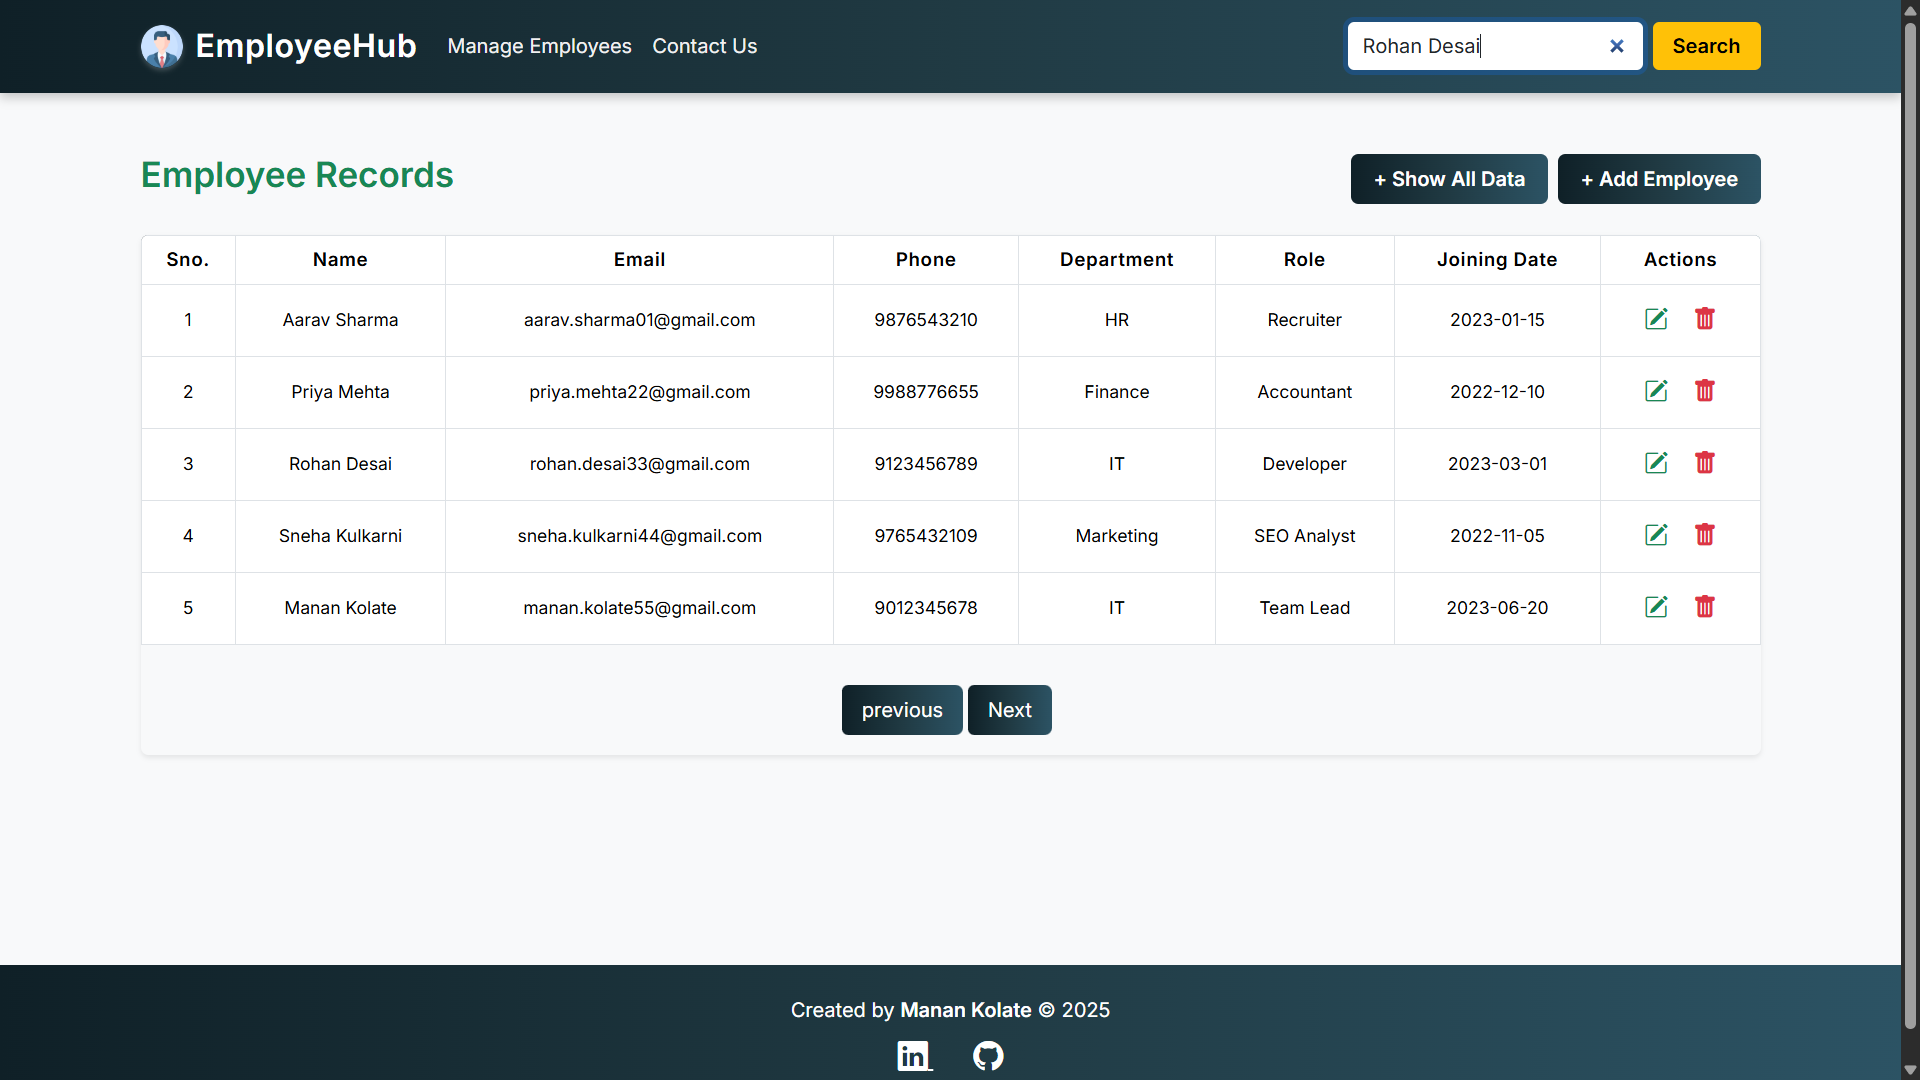 EmployeeHub Manage Employees Contact Us Rohan Desai Search
Employee Records + Show All Data + Add Employee
Sno. Name Email Phone Department Role Joining Date Actions
1 Aarav Sharma aarav.sharma01@gmail.com 9876543210 HR Recruiter 2023-01-15
2 Priya Mehta priya.mehta22@gmail.com 9988776655 Finance Accountant 2022-12-10
3 Rohan Desai rohan.desai33@gmail.com 9123456789 IT Developer 2023-03-01
4 Sneha Kulkarni sneha.kulkarni44@gmail.com 9765432109 Marketing SEO Analyst 2022-11-05
5 Manan Kolate manan.kolate55@gmail.com 9012345678 IT Team Lead 2023-06-20
previous Next
Created by Manan Kolate © 2025
in